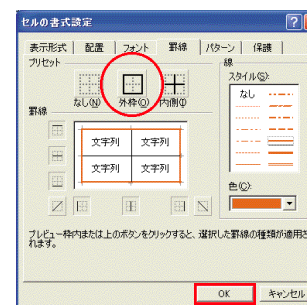 セルの書式設定
表示形式 配置 フォント 罫線 パターン 保護
プリセット 線
スタイル(S):
なし
なし(N) 外枠(O) 内側(I)
罫線
文字列 文字列
文字列 文字列
色(C):
プレビュー枠内または上のボタンをクリックすると、選択した罫線の種類が適用さ
れます。
OK キャンセル